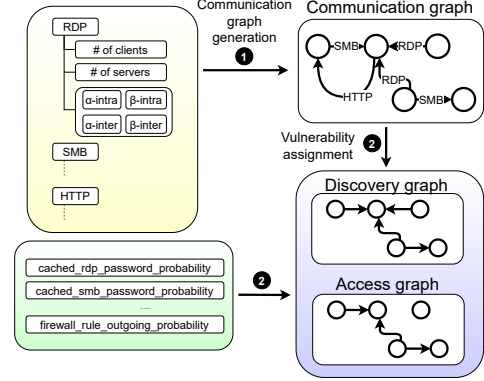 RDP
# of clients
# of servers
α-intra β-intra
α-inter β-inter
SMB
HTTP
Communication
graph
generation
1
Communication graph
SMB RDP
RDP
HTTP
SMB
Vulnerability
assignment
2
cached_rdp_password_probability
cached_smb_password_probability
......
firewall_rule_outgoing_probability
2
Discovery graph
Access graph